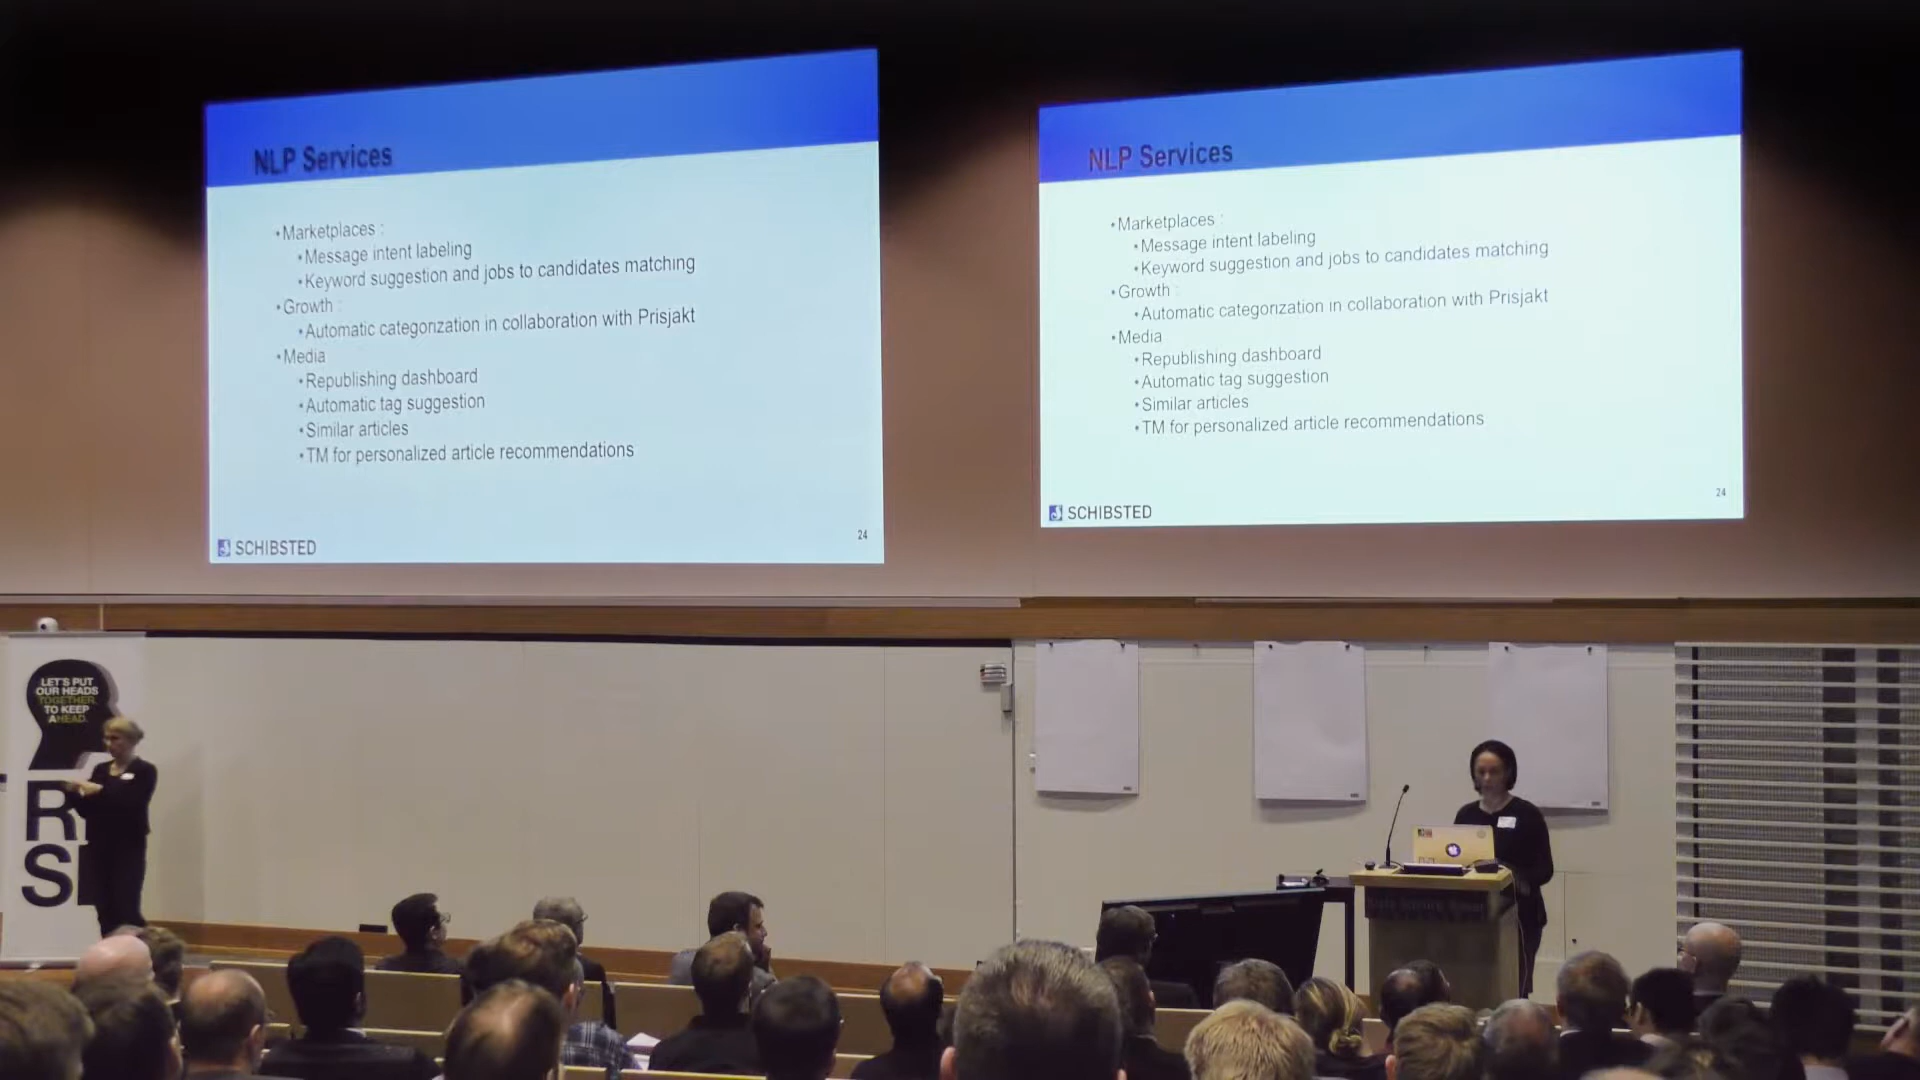 NLP Services
•Marketplaces :
•Message intent labeling
•Keyword suggestion and jobs to candidates matching
•Growth :
•Automatic categorization in collaboration with Prisjakt
•Media
•Republishing dashboard
•Automatic tag suggestion
•Similar articles
•TM for personalized article recommendations
24
SCHIBSTED
NLP Services
•Marketplaces :
•Message intent labeling
•Keyword suggestion and jobs to candidates matching
•Growth :
•Automatic categorization in collaboration with Prisjakt
•Media
•Republishing dashboard
•Automatic tag suggestion
•Similar articles
•TM for personalized article recommendations
24
SCHIBSTED
LET'S PUT
OUR HEADS
TOGETHER
TO KEEP
AHEAD.
R
S